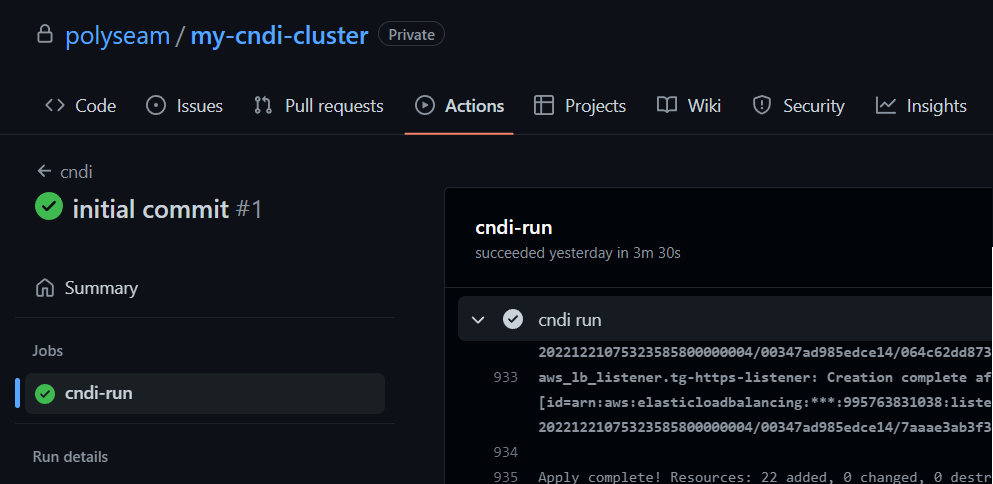 polyseam / my-cndi-cluster Private
Code Issues Pull requests Actions Projects Wiki Security Insights
cndi
initial commit #1
Summary
Jobs
cndi-run
Run details
cndi-run
succeeded yesterday in 3m 30s
cndi run
20221221075323585800000004/00347ad985edce14/064c62dd873
933 aws_lb_listener.tg-https-listener: Creation complete af
[id=arn:aws:elasticloadbalancing:***:995763831038:liste
20221221075323585800000004/00347ad985edce14/7aaae3ab3f3
934
935 Apply complete! Resources: 22 added, 0 changed, 0 destr